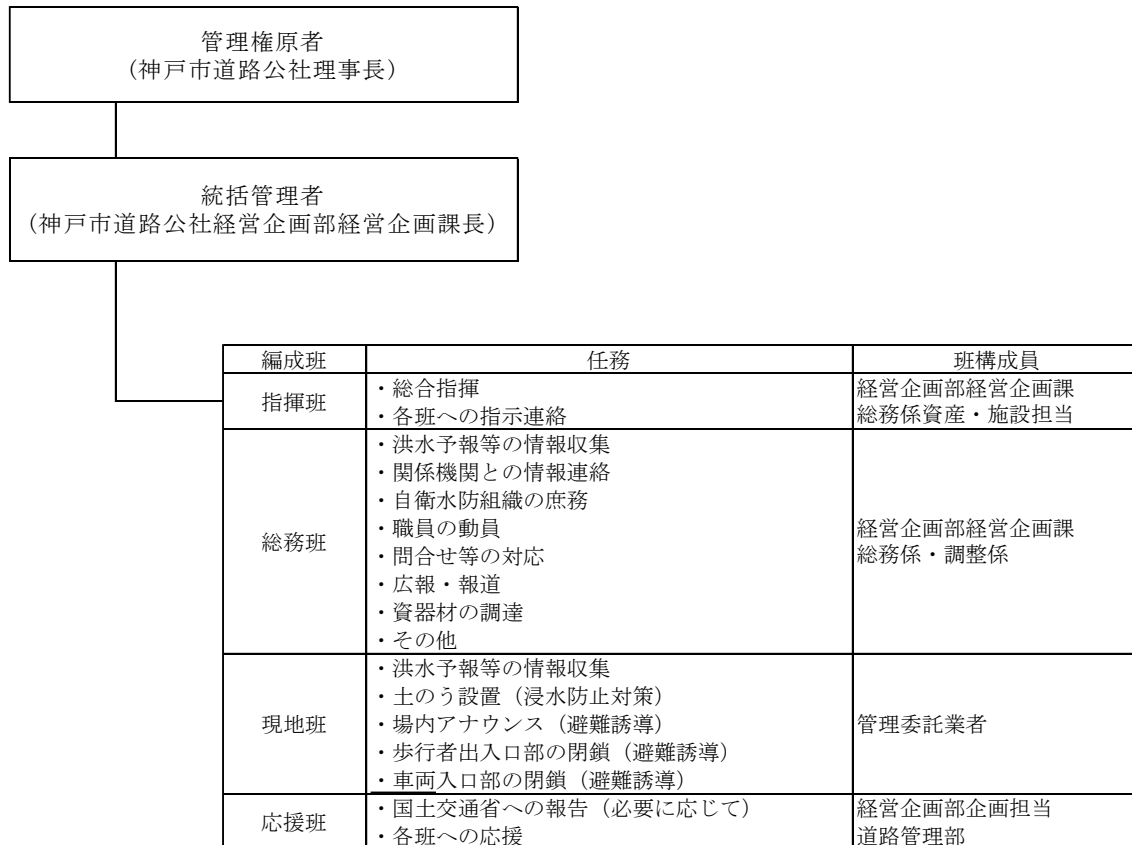 管理権原者
（神戸市道路公社理事長）
統括管理者
（神戸市道路公社経営企画部経営企画課長）
編成班 任務 班構成員
指揮班
・総合指揮
・各班への指示連絡
経営企画部経営企画課
総務係資産・施設担当
総務班
・洪水予報等の情報収集
・関係機関との情報連絡
・自衛水防組織の庶務
・職員の動員
・問合せ等の対応
・広報・報道
・資器材の調達
・その他
経営企画部経営企画課
総務係・調整係
現地班
・洪水予報等の情報収集
・土のう設置（浸水防止対策）
・場内アナウンス（避難誘導）
・歩行者出入口部の閉鎖（避難誘導）
・車両入口部の閉鎖（避難誘導）
管理委託業者
応援班
・国土交通省への報告（必要に応じて）
・各班への応援
経営企画部企画担当
道路管理部